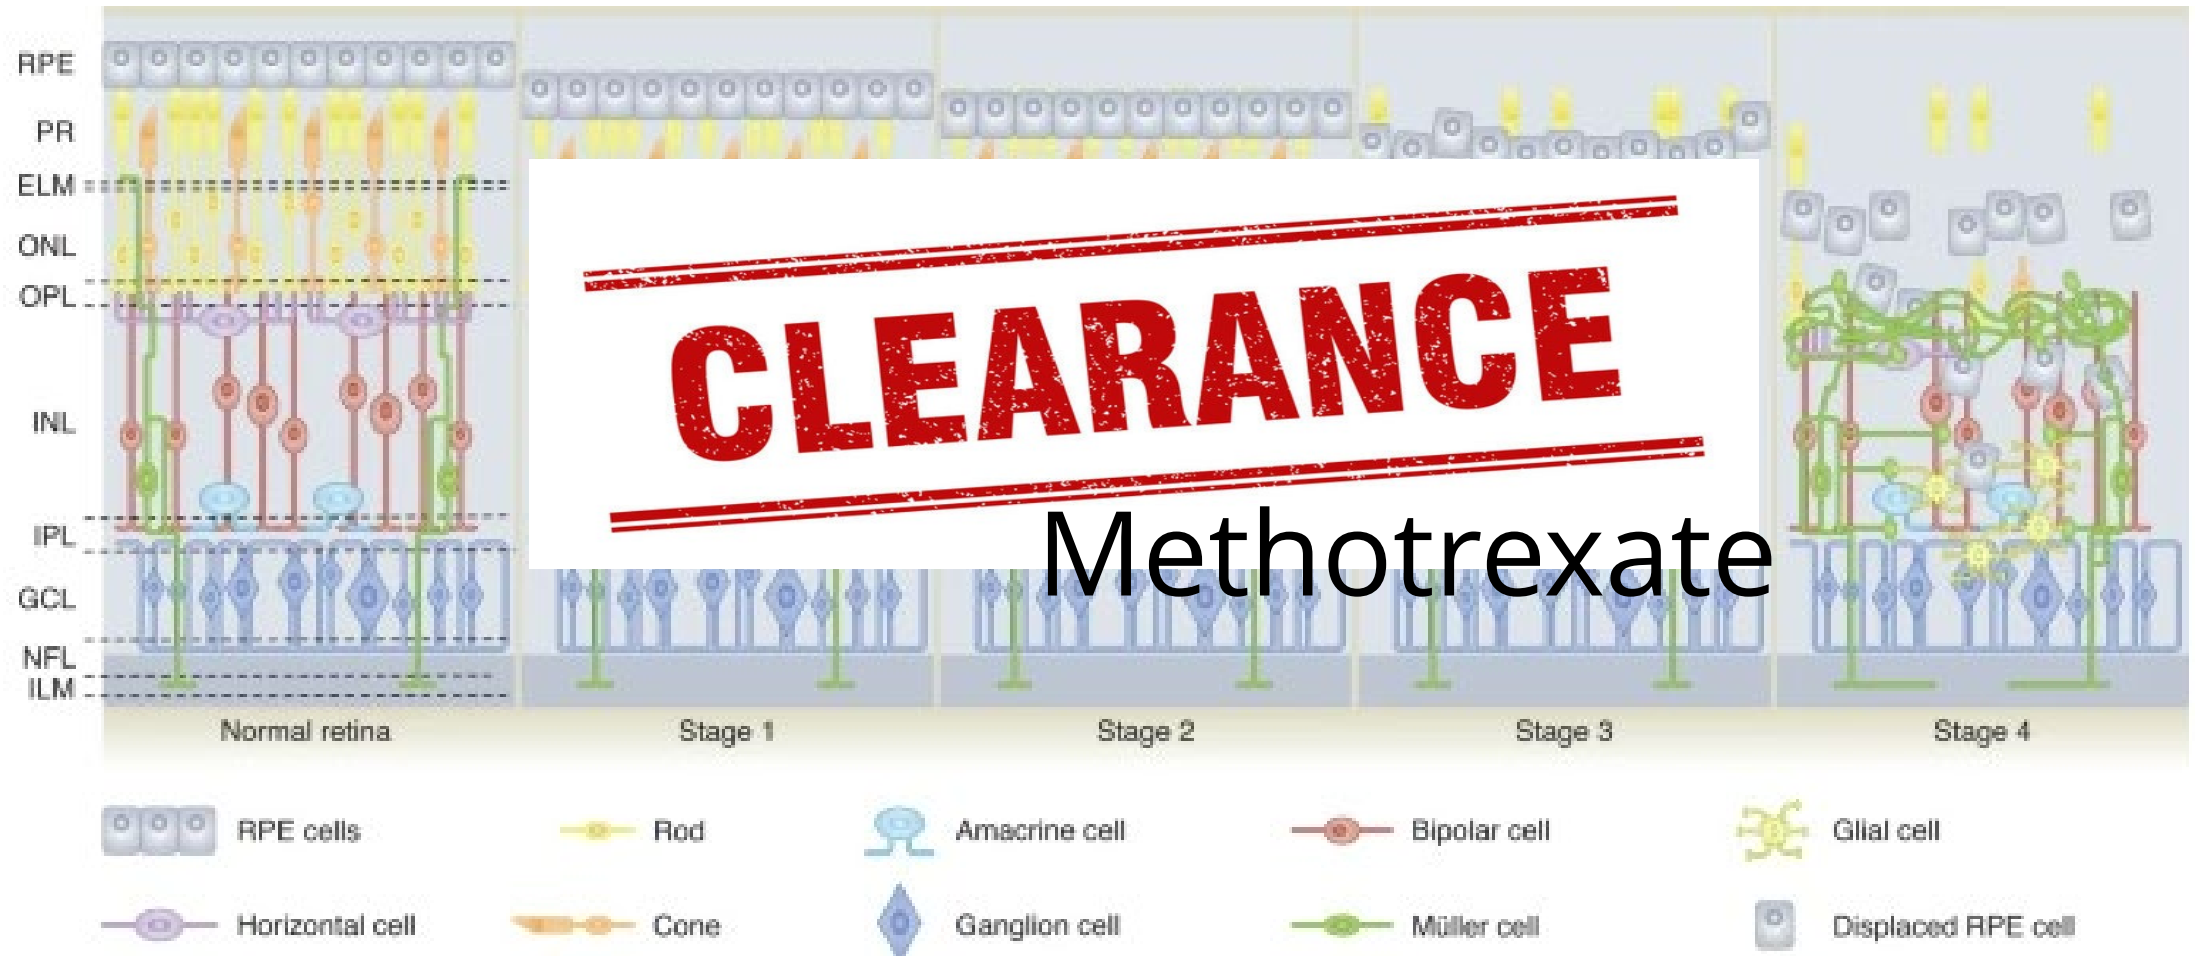 RPE
PR
ELM
ONL
OPL
INL
IPL
GCL
NFL
ILM
CLEARANCE
Methotrexate
Normal retina
Stage 1
Stage 2
Stage 3
Stage 4
RPE cells
Rod
Amacrine cell
Bipolar cell
Glial cell
Horizontal cell
Cone
Ganglion cell
Müller cell
Displaced RPE cell